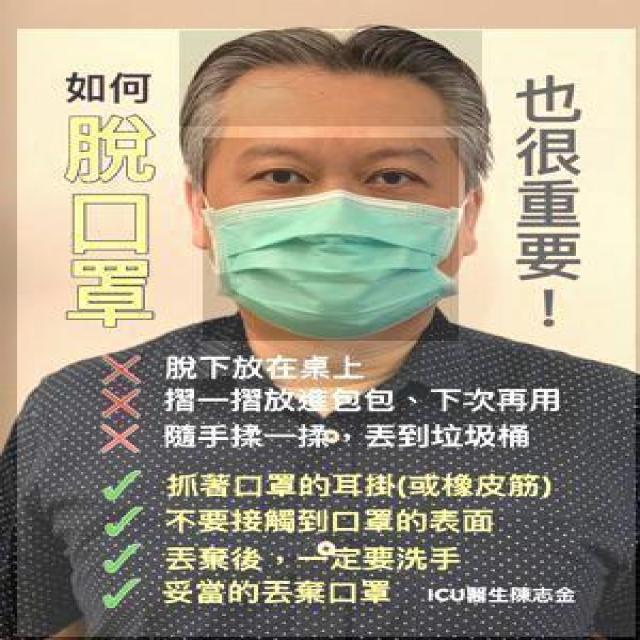 如何
脫口罩
也很重要！
脫下放在桌上
摺一摺放進包包、下次再用
隨手揉一揉，丟到垃圾桶
抓著口罩的耳掛(或橡皮筋)
不要接觸到口罩的表面
丟棄後，一定要洗手
妥當的丟棄口罩
ICU醫生陳志金